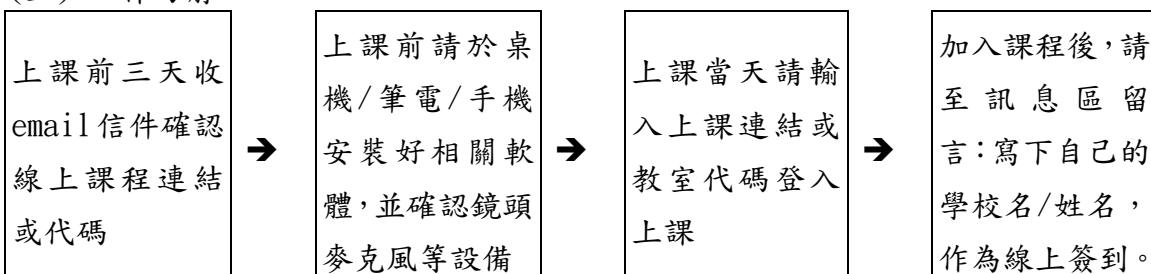 上課前三天收
email信件確認
線上課程連結
或代碼
➔
上課前請於桌
機/筆電/手機
安裝好相關軟
體，並確認鏡頭
麥克風等設備
➔
上課當天請輸
入上課連結或
教室代碼登入
上課
➔
加入課程後，請
至訊息區留
言：寫下自己的
學校名/姓名，
作為線上簽到。